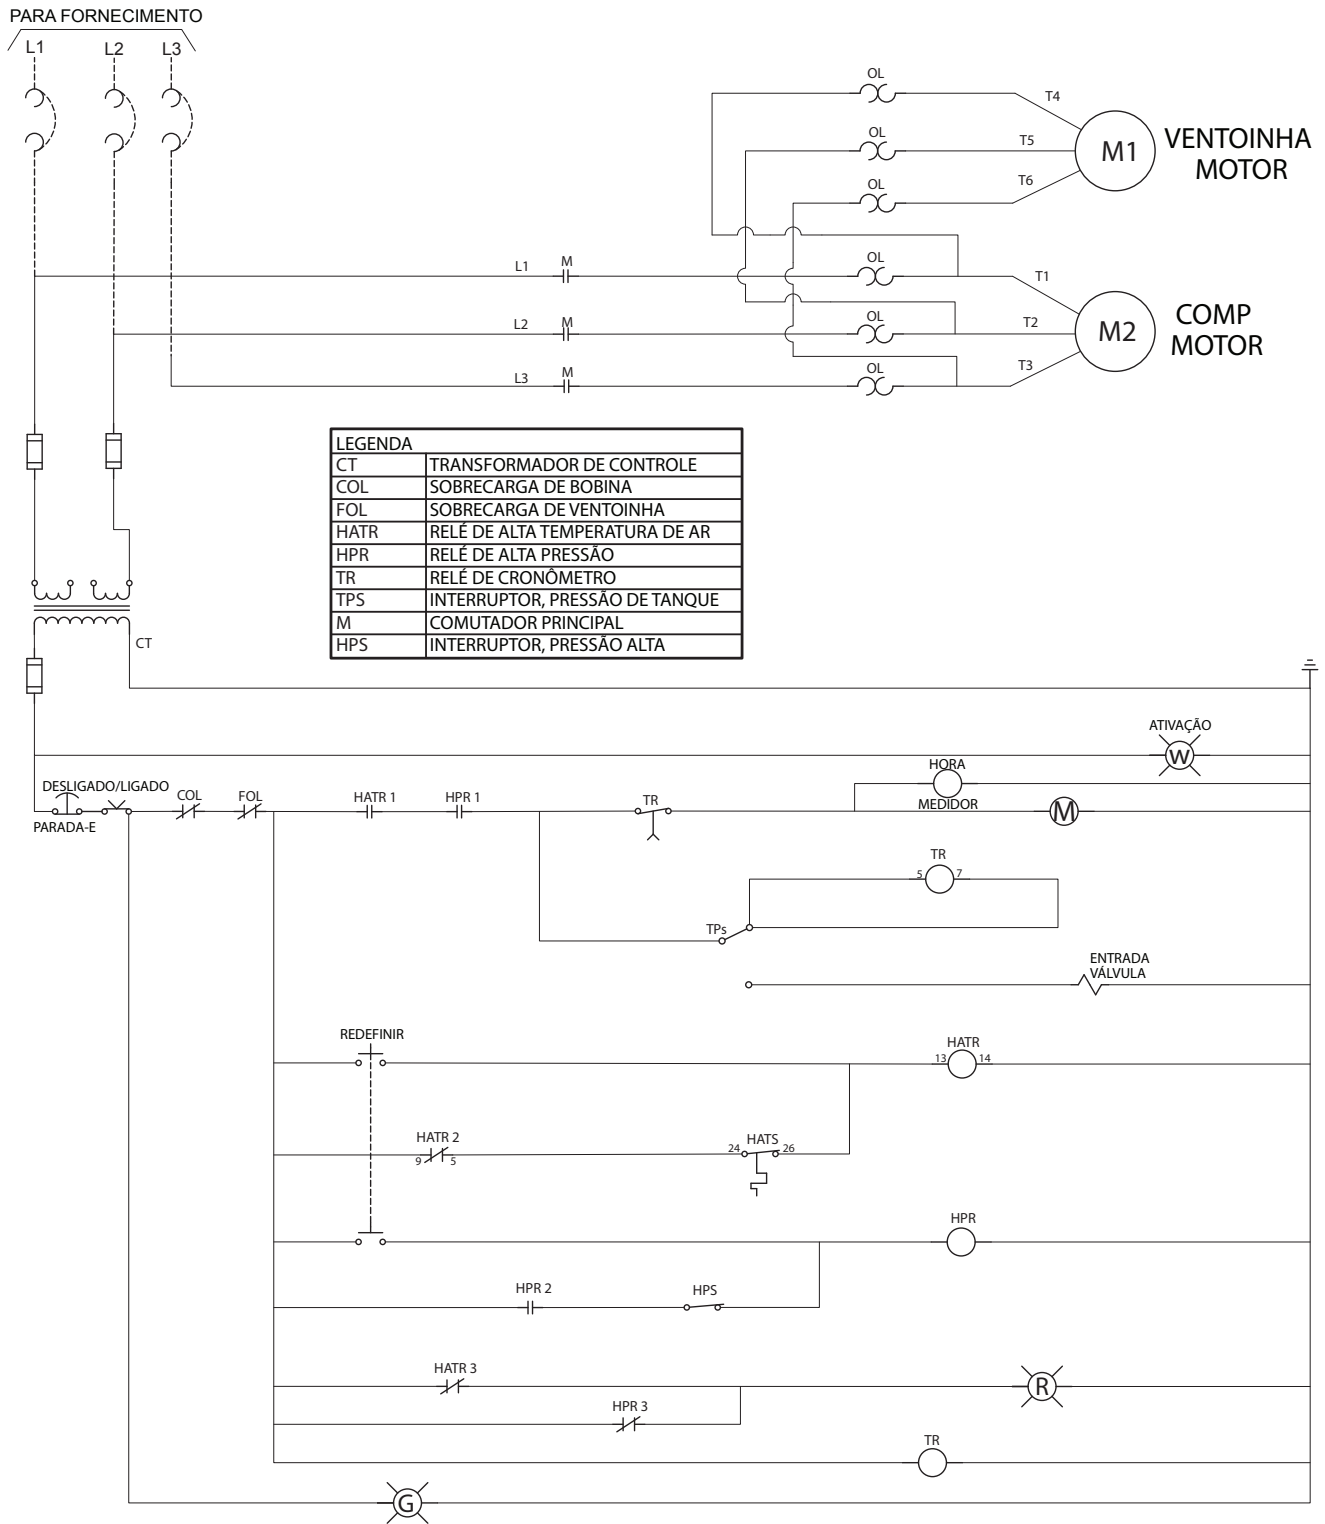 PARA FORNECIMENTO
L1 L2 L3
OL
T4
OL
T5
M1
VENTOINHA
MOTOR
OL
T6
L1
M
OL
T1
L2
M
OL
T2
M2
COMP
MOTOR
L3
M
OL
T3
LEGENDA
CT TRANSFORMADOR DE CONTROLE
COL SOBRECARGA DE BOBINA
FOL SOBRECARGA DE VENTOINHA
HATR RELÉ DE ALTA TEMPERATURA DE AR
HPR RELÉ DE ALTA PRESSÃO
TR RELÉ DE CRONÔMETRO
TPS INTERRUPTOR, PRESSÃO DE TANQUE
M COMUTADOR PRINCIPAL
HPS INTERRUPTOR, PRESSÃO ALTA
CT
ATIVAÇÃO
W
HORA
MEDIDOR
DESLIGADO/LIGADO
PARADA-E
COL
FOL
HATR 1
HPR 1
TR
M
TR
5 7
TPs
ENTRADA
VÁLVULA
REDEFINIR
HATR
13 14
HATR 2
9 5
HATS
24 26
HPR
HPR 2
HPS
HATR 3
R
HPR 3
TR
G